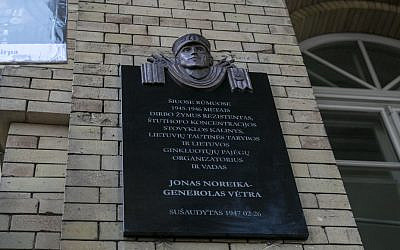 ŠIUOSE RŪMUOSE
1945-1946 METAIS
DIRBO ŽYMUS REZISTENTAS,
ŠTUTHOFO KONCENTRACIJOS
STOVYKLOS KALINYS,
LIETUVIŲ TAUTINĖS TARYBOS
IR LIETUVOS
GINKLUOTŲJŲ PAJĖGŲ
ORGANIZATORIUS
IR VADAS
JONAS NOREIKA-
GENEROLAS VĖTRA
SUŠAUDYTAS 1947 02 26